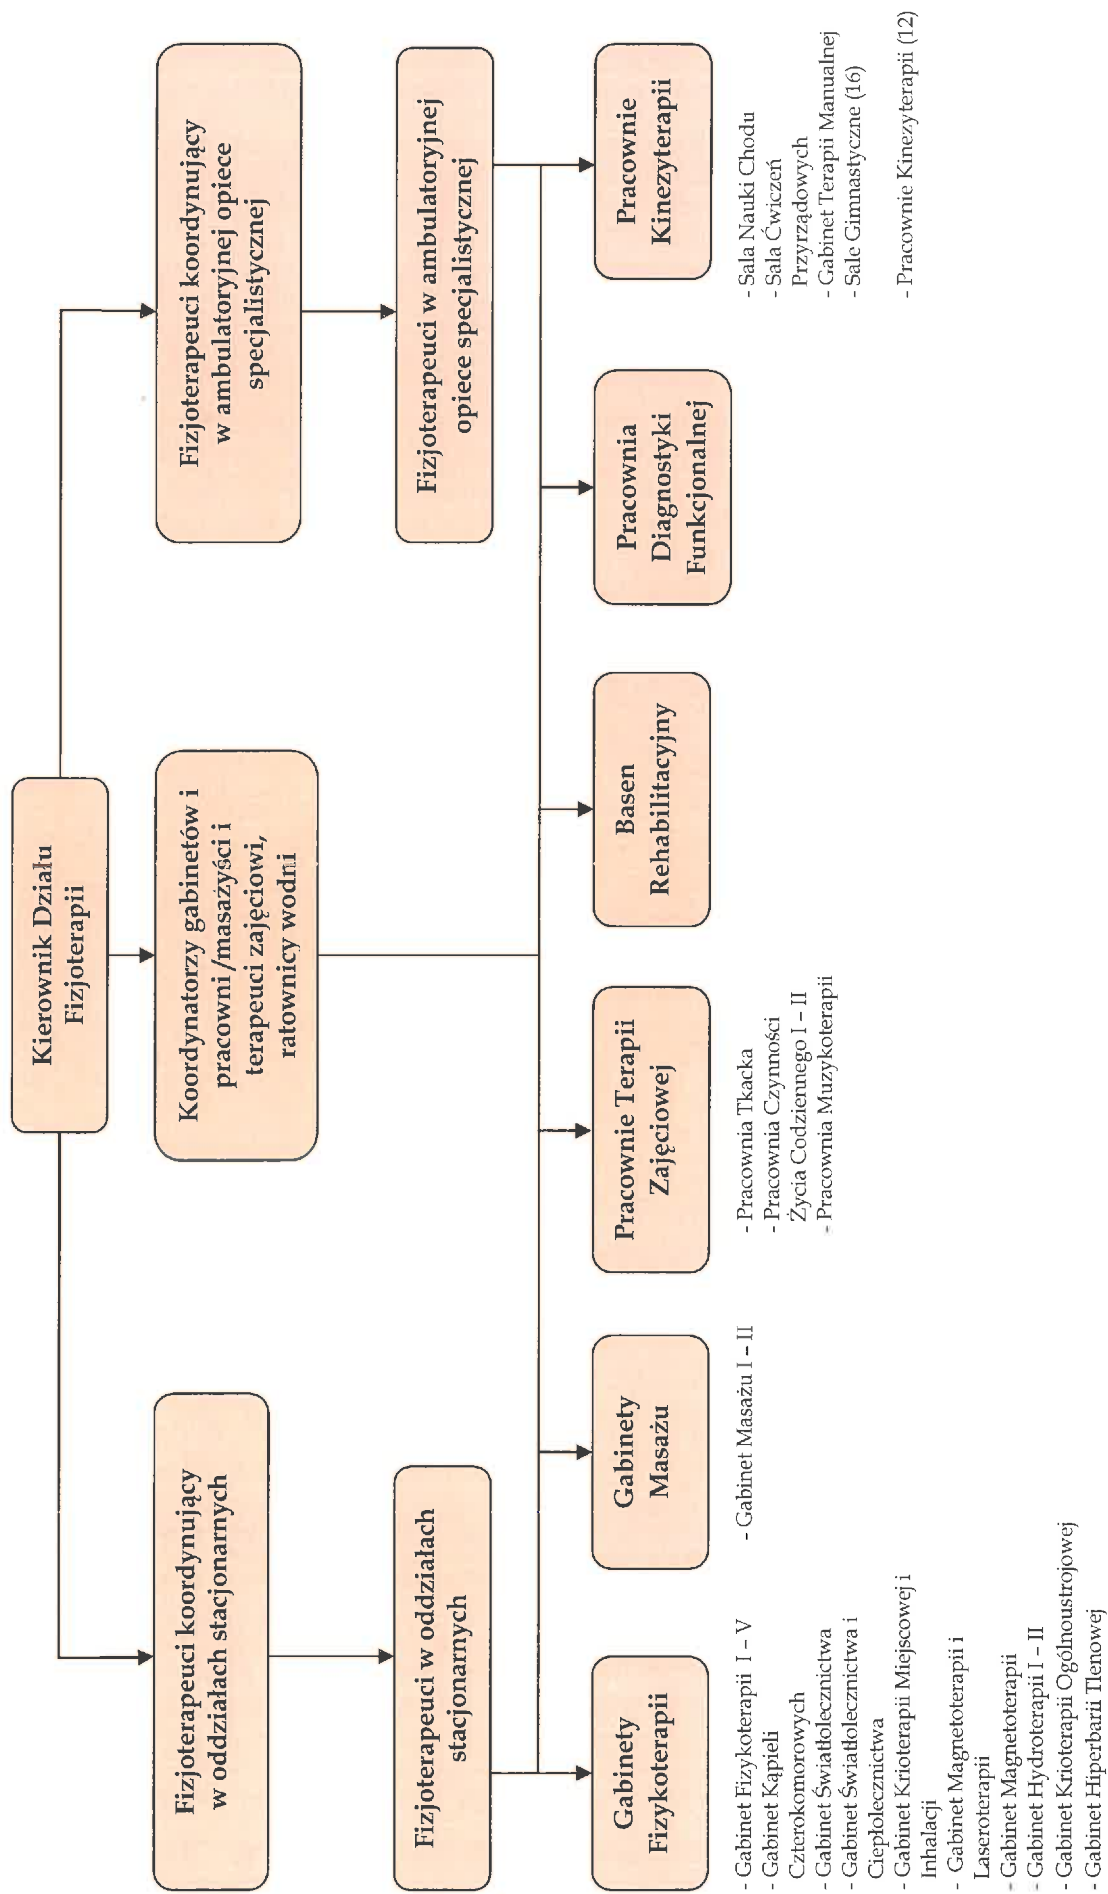 Kierownik Działu
Fizjoterapii
Fizjoterapeuci koordynujący
w oddziałach stacjonarnych
Koordynatorzy gabinetów i
pracowni /masażyści i
terapeuci zajęciowi,
ratownicy wodni
Fizjoterapeuci koordynujący
w ambulatoryjnej opiece
specjalistycznej
Fizjoterapeuci w oddziałach
stacjonarnych
Fizjoterapeuci w ambulatoryjnej
opiece specjalistycznej
Gabinety
Fizykoterapii
- Gabinet Fizykoterapii I – V
- Gabinet Kąpieli
Czterokomorowych
- Gabinet Światłolecznictwa
- Gabinet Światłolecznictwa i
Ciepłolecznictwa
- Gabinet Krioterapii Miejscowej i
Inhalacji
- Gabinet Magnetoterapii i
Laseroterapii
- Gabinet Magnetoterapii
- Gabinet Hydroterapii I – II
- Gabinet Krioterapii Ogólnoustrojowej
- Gabinet Hiperbarii Tlenowej
Gabinety
Masażu
- Gabinet Masażu I – II
Pracownie Terapii
Zajęciowej
- Pracownia Tkacka
- Pracownia Czynności
Życia Codziennego I – II
- Pracownia Muzykoterapii
Basen
Rehabilitacyjny
Pracownia
Diagnostyki
Funkcjonalnej
Pracownie
Kinezyterapii
- Sala Nauki Chodu
- Sala Ćwiczeń
Przyrządowych
- Gabinet Terapii Manualnej
- Sale Gimnastyczne (16)
- Pracownie Kinezyterapii (12)